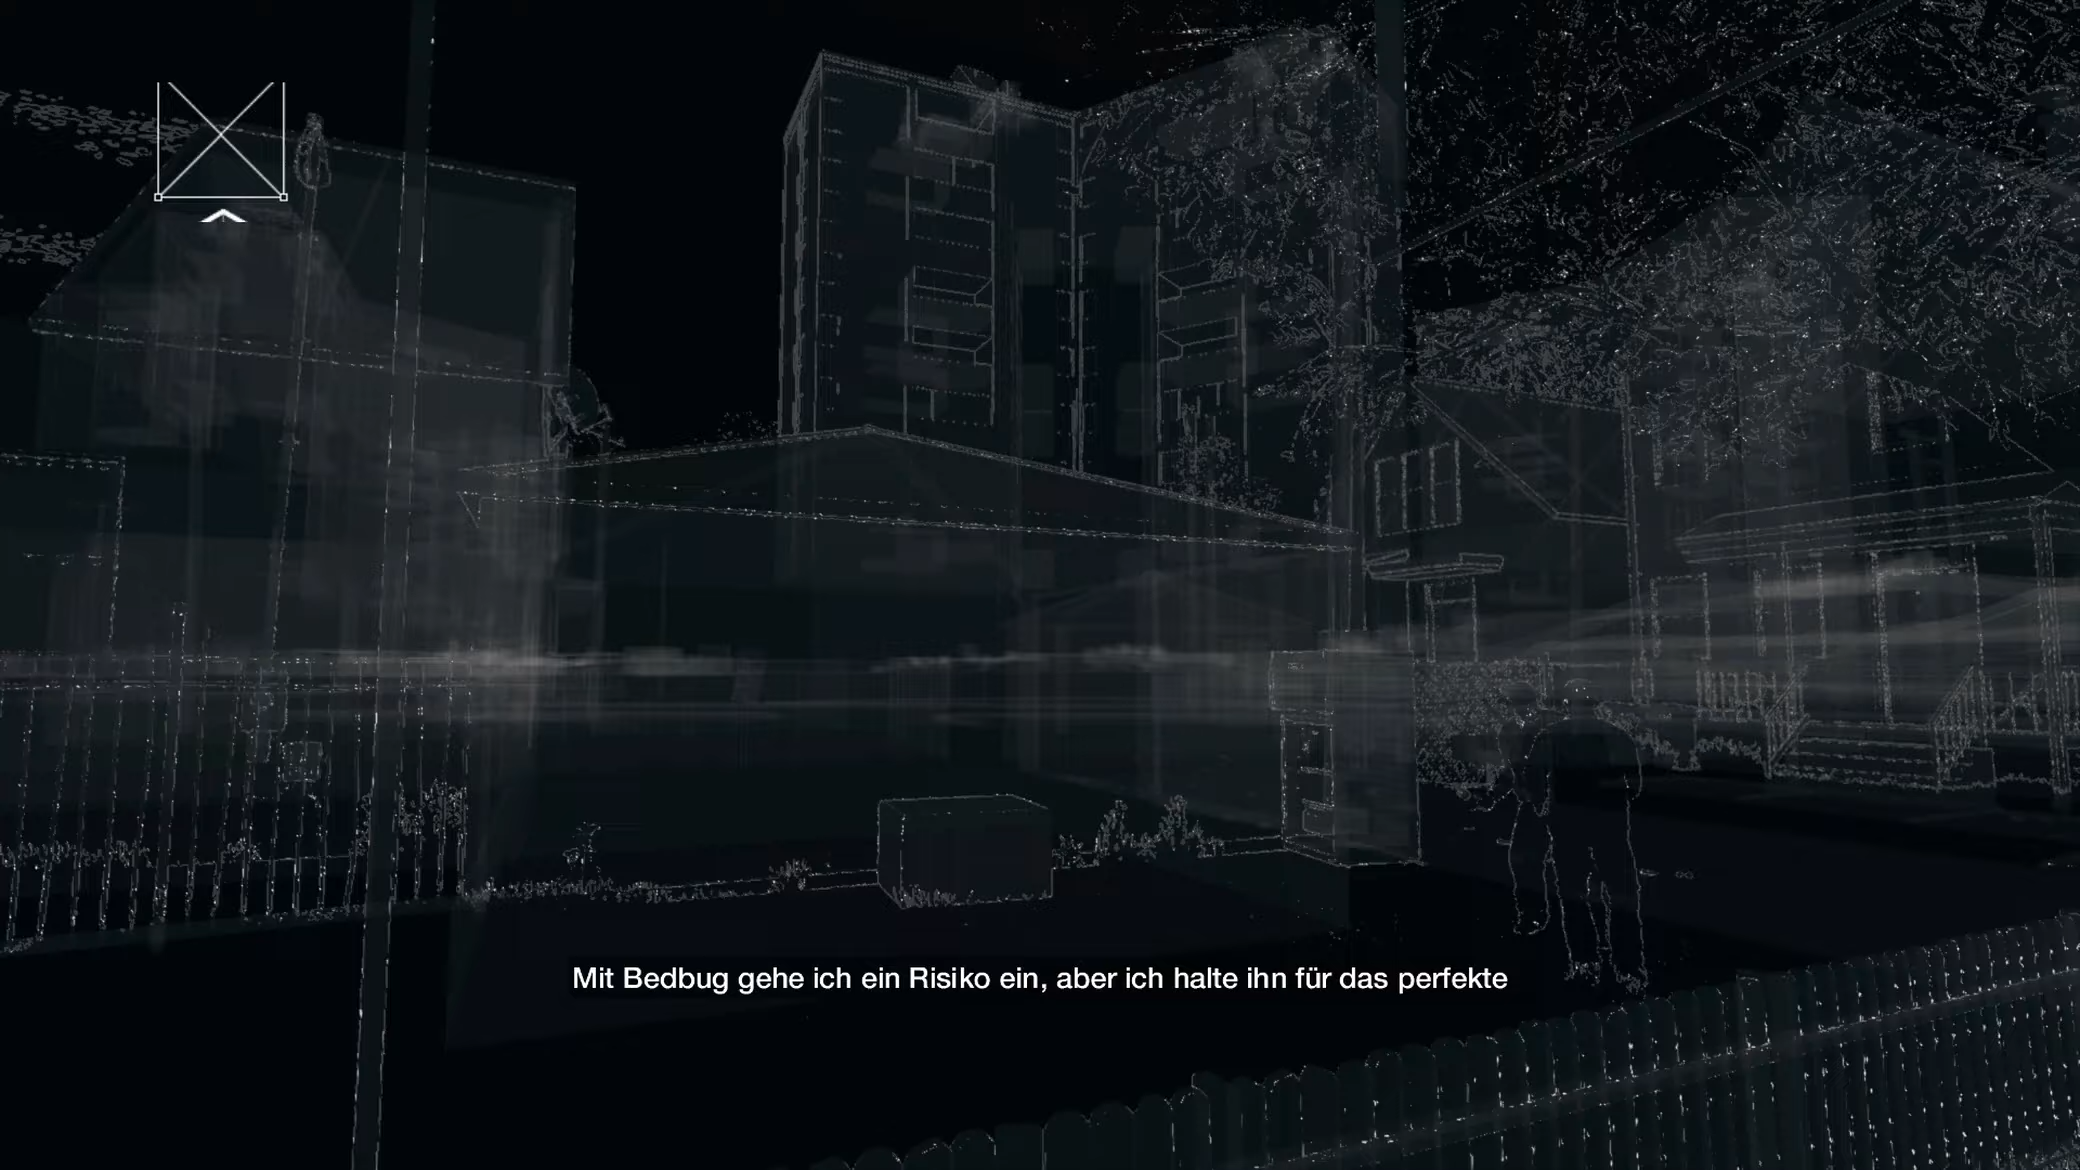 Mit Bedbug gehe ich ein Risiko ein, aber ich halte ihn für das perfekte